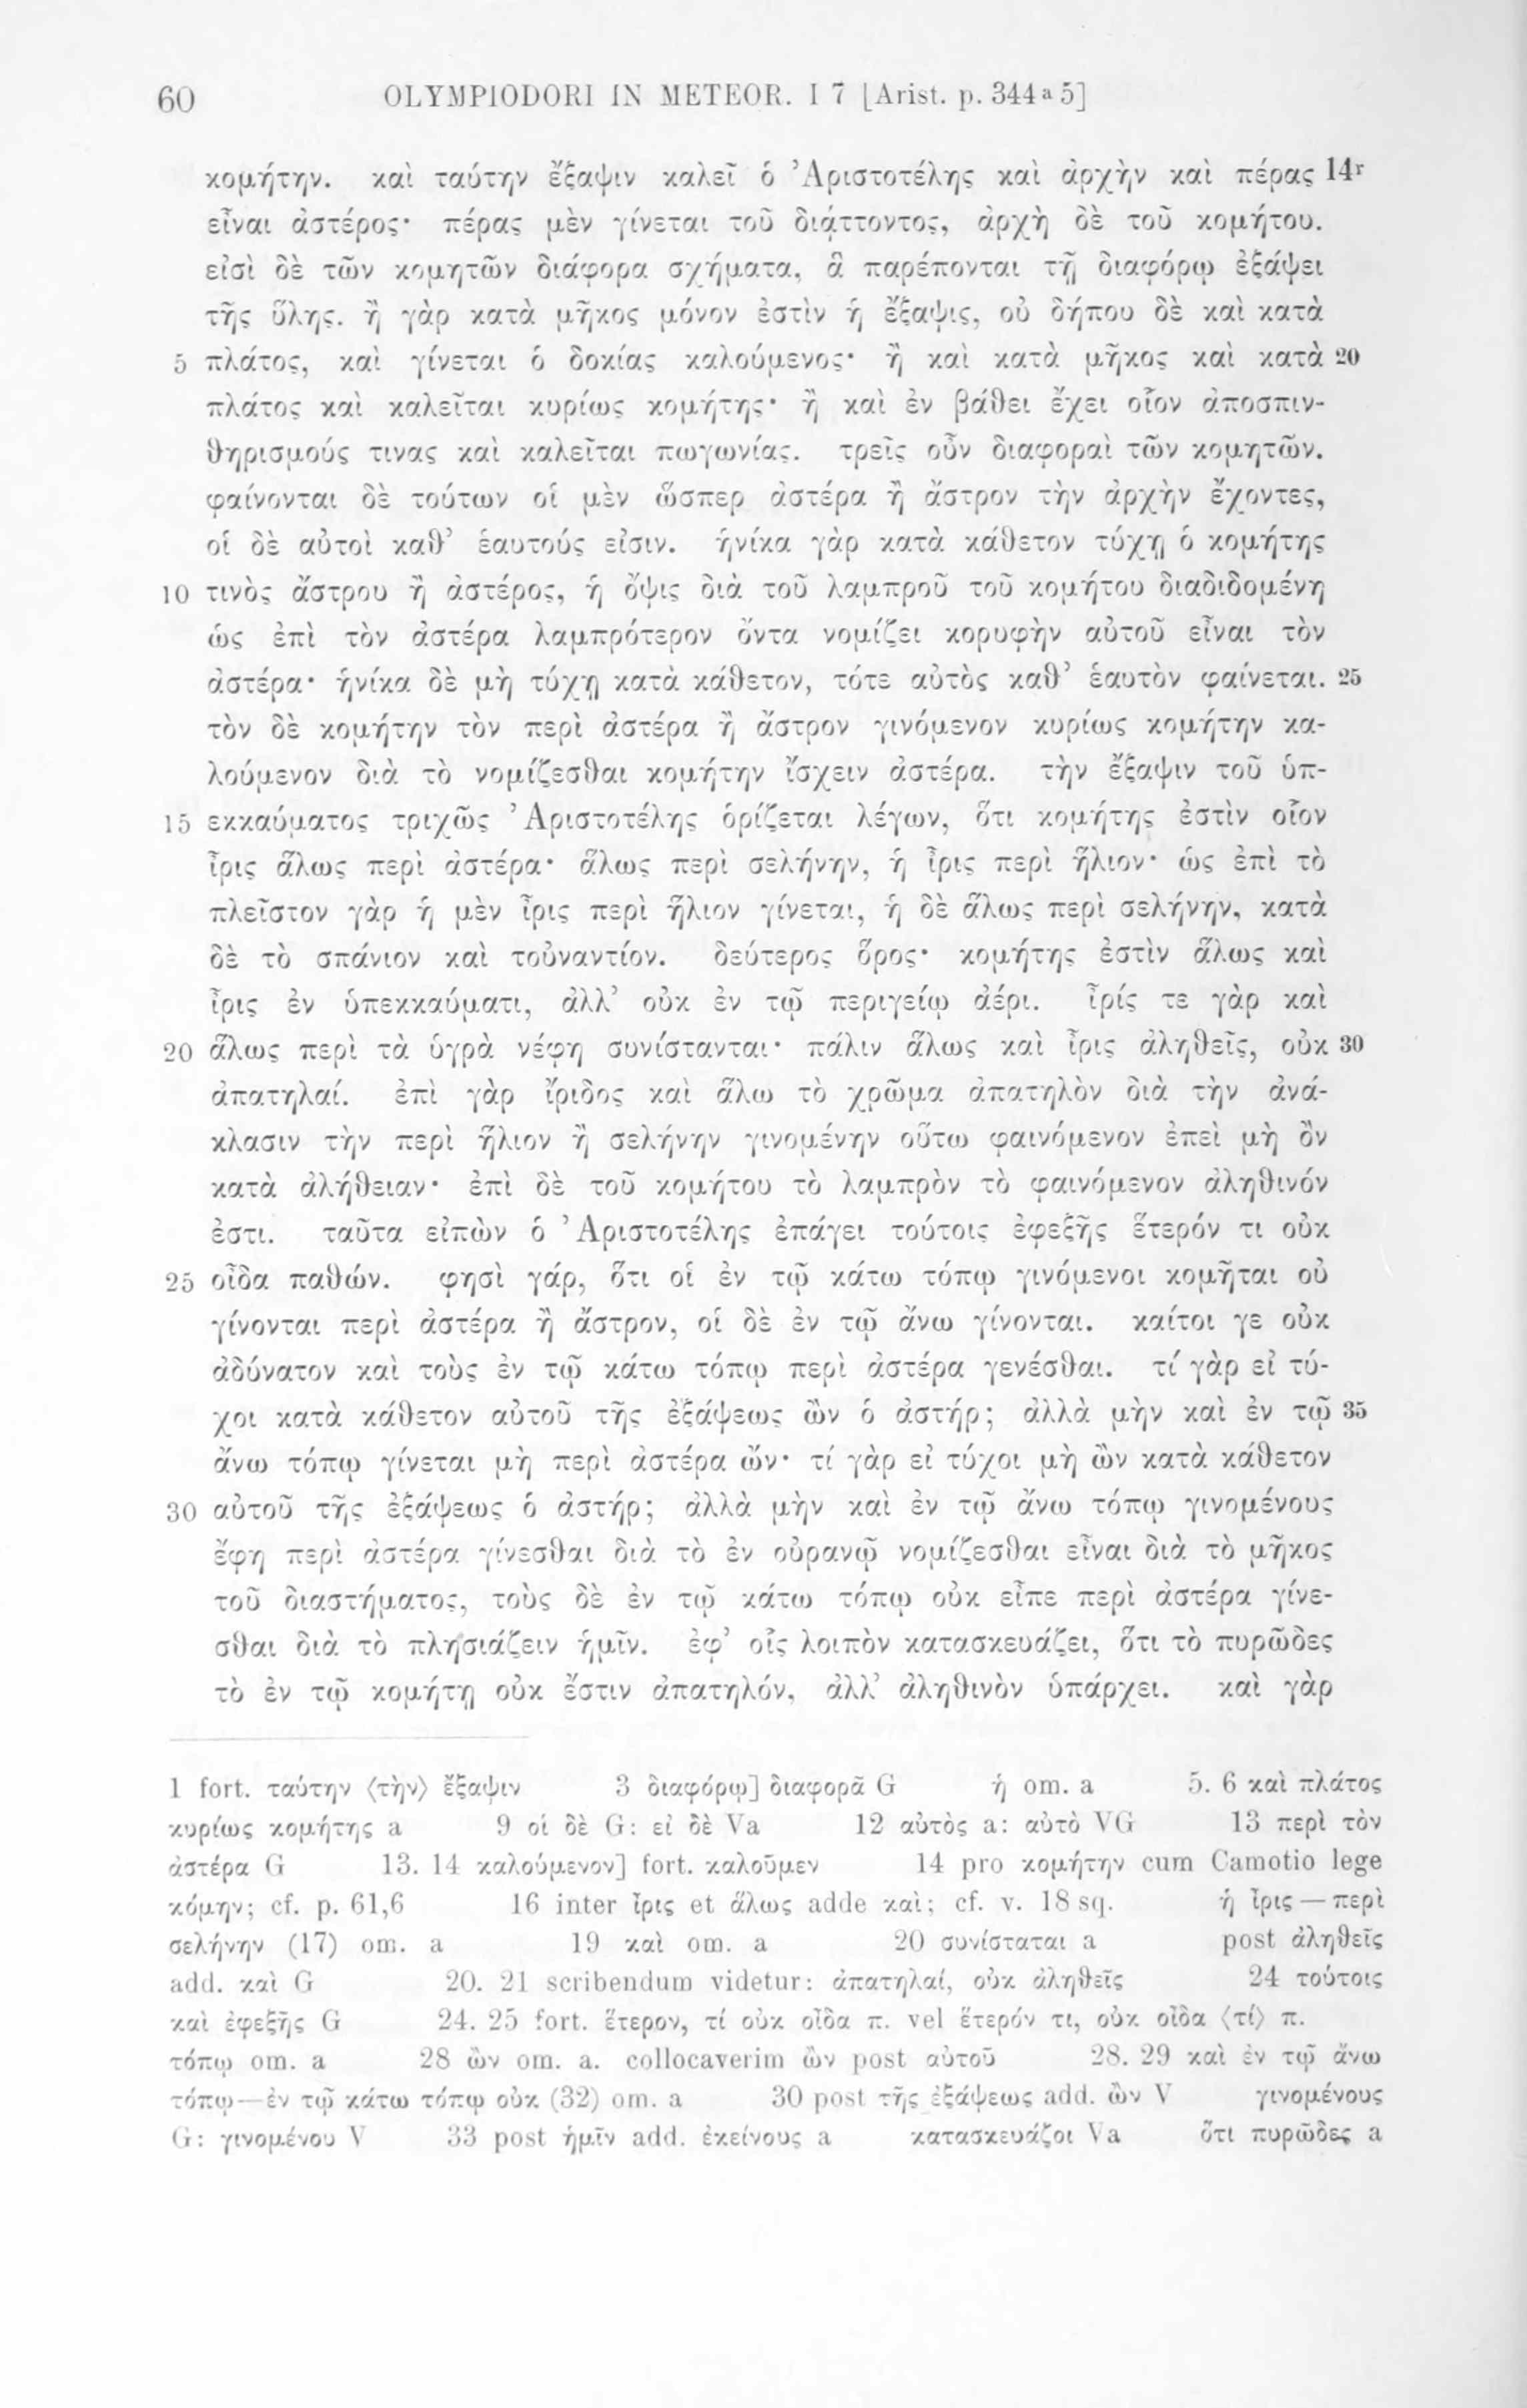 60 OLYMPIODORI IN METEOR. I 7 [Arist. p. 344a5]
κομήτην. καὶ ταύτην ἔξαψιν καλεῖ ὁ Ἀριστοτέλης καὶ ἀρχὴν καὶ πέρας 14r
εἶναι ἀστέρος· πέρας μὲν γίνεται τοῦ διᾴττοντος, ἀρχὴ δὲ τοῦ κομήτου.
εἰσὶ δὲ τῶν κομητῶν διάφορα σχήματα, ἃ παρέπονται τῇ διαφόρῳ ἐξάψει
τῆς ὕλης. ἢ γὰρ κατὰ μῆκος μόνον ἐστὶν ἡ ἔξαψις, οὐ δήπου δὲ καὶ κατὰ
5 πλάτος, καὶ γίνεται ὁ δοκίας καλούμενος· ἢ καὶ κατὰ μῆκος καὶ κατὰ 20
πλάτος καὶ καλεῖται κυρίως κομήτης· ἢ καὶ ἐν βάθει ἔχει οἷον ἀποσπιν-
θηρισμούς τινας καὶ καλεῖται πωγωνίας. τρεῖς οὖν διαφοραὶ τῶν κομητῶν.
φαίνονται δὲ τούτων οἱ μὲν ὥσπερ ἀστέρα ἢ ἄστρον τὴν ἀρχὴν ἔχοντες,
οἱ δὲ αὐτοὶ καθ’ ἑαυτούς εἰσιν. ἡνίκα γὰρ κατὰ κάθετον τύχῃ ὁ κομήτης
10 τινὸς ἄστρου ἢ ἀστέρος, ἡ ὄψις διὰ τοῦ λαμπροῦ τοῦ κομήτου διαδιδομένη
ὡς ἐπὶ τὸν ἀστέρα λαμπρότερον ὄντα νομίζει κορυφὴν αὐτοῦ εἶναι τὸν
ἀστέρα· ἡνίκα δὲ μὴ τύχῃ κατὰ κάθετον, τότε αὐτὸς καθ’ ἑαυτὸν φαίνεται. 25
τὸν δὲ κομήτην τὸν περὶ ἀστέρα ἢ ἄστρον γινόμενον κυρίως κομήτην κα-
λούμενον διὰ τὸ νομίζεσθαι κομήτην ἴσχειν ἀστέρα. τὴν ἔξαψιν τοῦ ὑπ-
15 εκκαύματος τριχῶς Ἀριστοτέλης ὁρίζεται λέγων, ὅτι κομήτης ἐστὶν οἷον
ἶρις ἅλως περὶ ἀστέρα· ἅλως περὶ σελήνην, ἡ ἶρις περὶ ἥλιον· ὡς ἐπὶ τὸ
πλεῖστον γὰρ ἡ μὲν ἶρις περὶ ἥλιον γίνεται, ἡ δὲ ἅλως περὶ σελήνην, κατὰ
δὲ τὸ σπάνιον καὶ τοὐναντίον. δεύτερος ὅρος· κομήτης ἐστὶν ἅλως καὶ
ἶρις ἐν ὑπεκκαύματι, ἀλλ’ οὐκ ἐν τῷ περιγείῳ ἀέρι. ἶρίς τε γὰρ καὶ
20 ἅλως περὶ τὰ ὑγρὰ νέφη συνίστανται· πάλιν ἅλως καὶ ἶρις ἀληθεῖς, οὐκ 30
ἀπατηλαί. ἐπὶ γὰρ ἴριδος καὶ ἅλω τὸ χρῶμα ἀπατηλὸν διὰ τὴν ἀνά-
κλασιν τὴν περὶ ἥλιον ἢ σελήνην γινομένην οὕτω φαινόμενον ἐπεὶ μὴ ὂν
κατὰ ἀλήθειαν· ἐπὶ δὲ τοῦ κομήτου τὸ λαμπρὸν τὸ φαινόμενον ἀληθινόν
ἐστι. ταῦτα εἰπὼν ὁ Ἀριστοτέλης ἐπάγει τούτοις ἐφεξῆς ἕτερόν τι οὐκ
25 οἶδα παθών. φησὶ γάρ, ὅτι οἱ ἐν τῷ κάτω τόπῳ γινόμενοι κομῆται οὐ
γίνονται περὶ ἀστέρα ἢ ἄστρον, οἱ δὲ ἐν τῷ ἄνω γίνονται. καίτοι γε οὐκ
ἀδύνατον καὶ τοὺς ἐν τῷ κάτω τόπῳ περὶ ἀστέρα γενέσθαι. τί γὰρ εἰ τύ-
χοι κατὰ κάθετον αὐτοῦ τῆς ἐξάψεως ὢν ὁ ἀστήρ; ἀλλὰ μὴν καὶ ἐν τῷ 35
ἄνω τόπῳ γίνεται μὴ περὶ ἀστέρα ὤν· τί γὰρ εἰ τύχοι μὴ ὢν κατὰ κάθετον
30 αὐτοῦ τῆς ἐξάψεως ὁ ἀστήρ; ἀλλὰ μὴν καὶ ἐν τῷ ἄνω τόπῳ γινομένους
ἔφη περὶ ἀστέρα γίνεσθαι διὰ τὸ ἐν οὐρανῷ νομίζεσθαι εἶναι διὰ τὸ μῆκος
τοῦ διαστήματος, τοὺς δὲ ἐν τῷ κάτω τόπῳ οὐκ εἶπε περὶ ἀστέρα γίνε-
σθαι διὰ τὸ πλησιάζειν ἡμῖν. ἐφ’ οἷς λοιπὸν κατασκευάζει, ὅτι τὸ πυρῶδες
τὸ ἐν τῷ κομήτῃ οὐκ ἔστιν ἀπατηλόν, ἀλλ’ ἀληθινὸν ὑπάρχει. καὶ γὰρ
1 fort. ταύτην ⟨τὴν⟩ ἔξαψιν 3 διαφόρῳ] διαφορᾶ G ἡ om. a 5. 6 καὶ πλάτος
κυρίως κομήτης a 9 οἱ δὲ G: εἰ δὲ Va 12 αὐτὸς a: αὐτὸ VG 13 περὶ τὸν
ἀστέρα G 13. 14 καλούμενον] fort. καλοῦμεν 14 pro κομήτην cum Camotio lege
κόμην; cf. p. 61,6 16 inter ἶρις et ἅλως adde καὶ; cf. v. 18 sq. ἡ ἶρις — περὶ
σελήνην (17) om. a 19 καὶ om. a 20 συνίσταται a post ἀληθεῖς
add. καὶ G 20. 21 scribendum videtur: ἀπατηλαί, οὐκ ἀληθεῖς 24 τούτοις
καὶ ἐφεξῆς G 24. 25 fort. ἕτερον, τί οὐκ οἶδα π. vel ἕτερόν τι, οὐκ οἶδα ⟨τί⟩ π.
τόπῳ om. a 28 ὢν om. a. collocaverim ὢν post αὐτοῦ 28. 29 καὶ ἐν τῷ ἄνω
τόπῳ — ἐν τῷ κάτω τόπῳ οὐκ (32) om. a 30 post τῆς ἐξάψεως add. ὢν V γινομένους
G: γινομένου V 33 post ἡμῖν add. ἐκείνους a κατασκευάζοι Va ὅτι πυρῶδες a